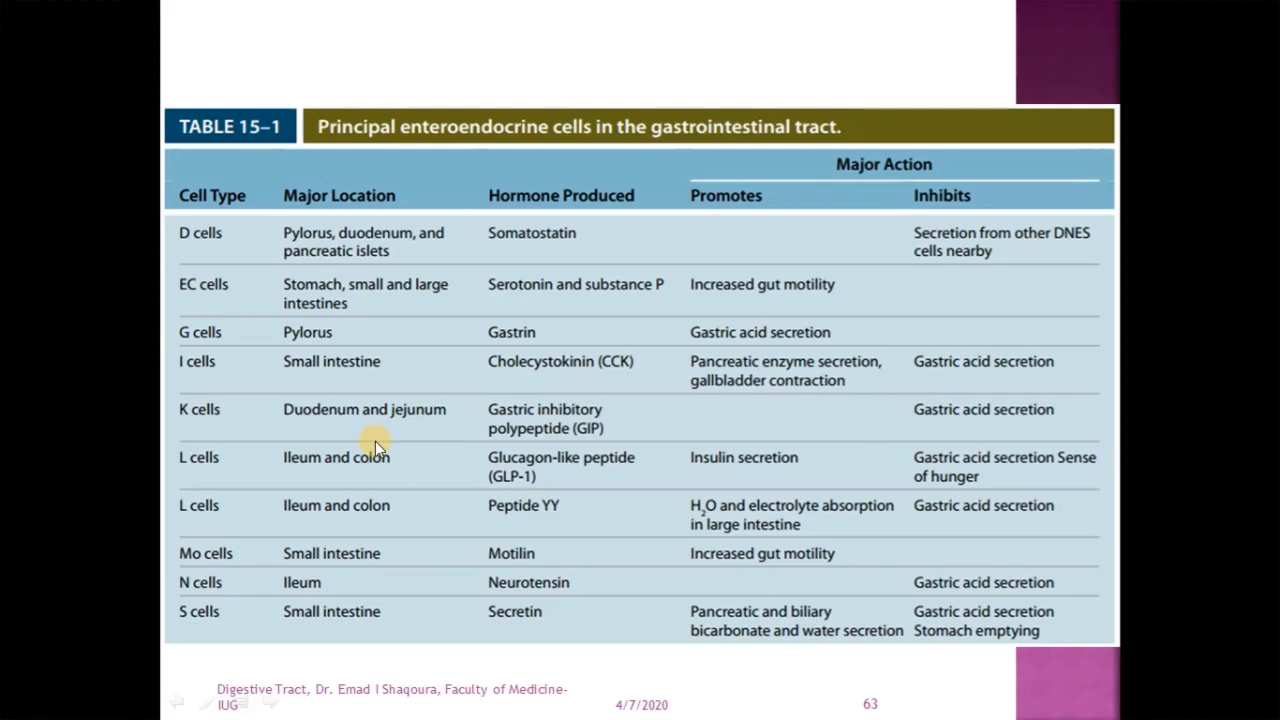 TABLE 15–1 Principal enteroendocrine cells in the gastrointestinal tract.
Major Action
Cell Type Major Location Hormone Produced Promotes Inhibits
D cells Pylorus, duodenum, and Somatostatin Secretion from other DNES
pancreatic islets cells nearby
EC cells Stomach, small and large Serotonin and substance P Increased gut motility
intestines
G cells Pylorus Gastrin Gastric acid secretion
I cells Small intestine Cholecystokinin (CCK) Pancreatic enzyme secretion, Gastric acid secretion
gallbladder contraction
K cells Duodenum and jejunum Gastric inhibitory Gastric acid secretion
polypeptide (GIP)
L cells Ileum and colon Glucagon-like peptide Insulin secretion Gastric acid secretion Sense
(GLP-1) of hunger
L cells Ileum and colon Peptide YY H₂O and electrolyte absorption Gastric acid secretion
in large intestine
Mo cells Small intestine Motilin Increased gut motility
N cells Ileum Neurotensin Gastric acid secretion
S cells Small intestine Secretin Pancreatic and biliary Gastric acid secretion
bicarbonate and water secretion Stomach emptying
Digestive Tract, Dr. Emad I Shaqoura, Faculty of Medicine-
IUG 4/7/2020 63